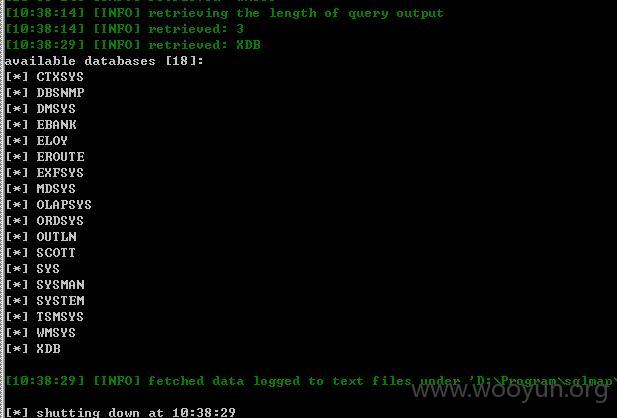 [10:38:14] [INFO] retrieving the length of query output
[10:38:14] [INFO] retrieved: 3
[10:38:29] [INFO] retrieved: XDB
available databases [18]:
[*] CTXSYS
[*] DBSNMP
[*] DMSYS
[*] EBANK
[*] ELOY
[*] EROUTE
[*] EXFSYS
[*] MDSYS
[*] OLAPSYS
[*] ORDSYS
[*] OUTLN
[*] SCOTT
[*] SYS
[*] SYSMAN
[*] SYSTEM
[*] TSMSYS
[*] WMSYS
[*] XDB
[10:38:29] [INFO] fetched data logged to text files under 'D:\Program\sqlmap\
www.wooyun.org
[*] shutting down at 10:38:29